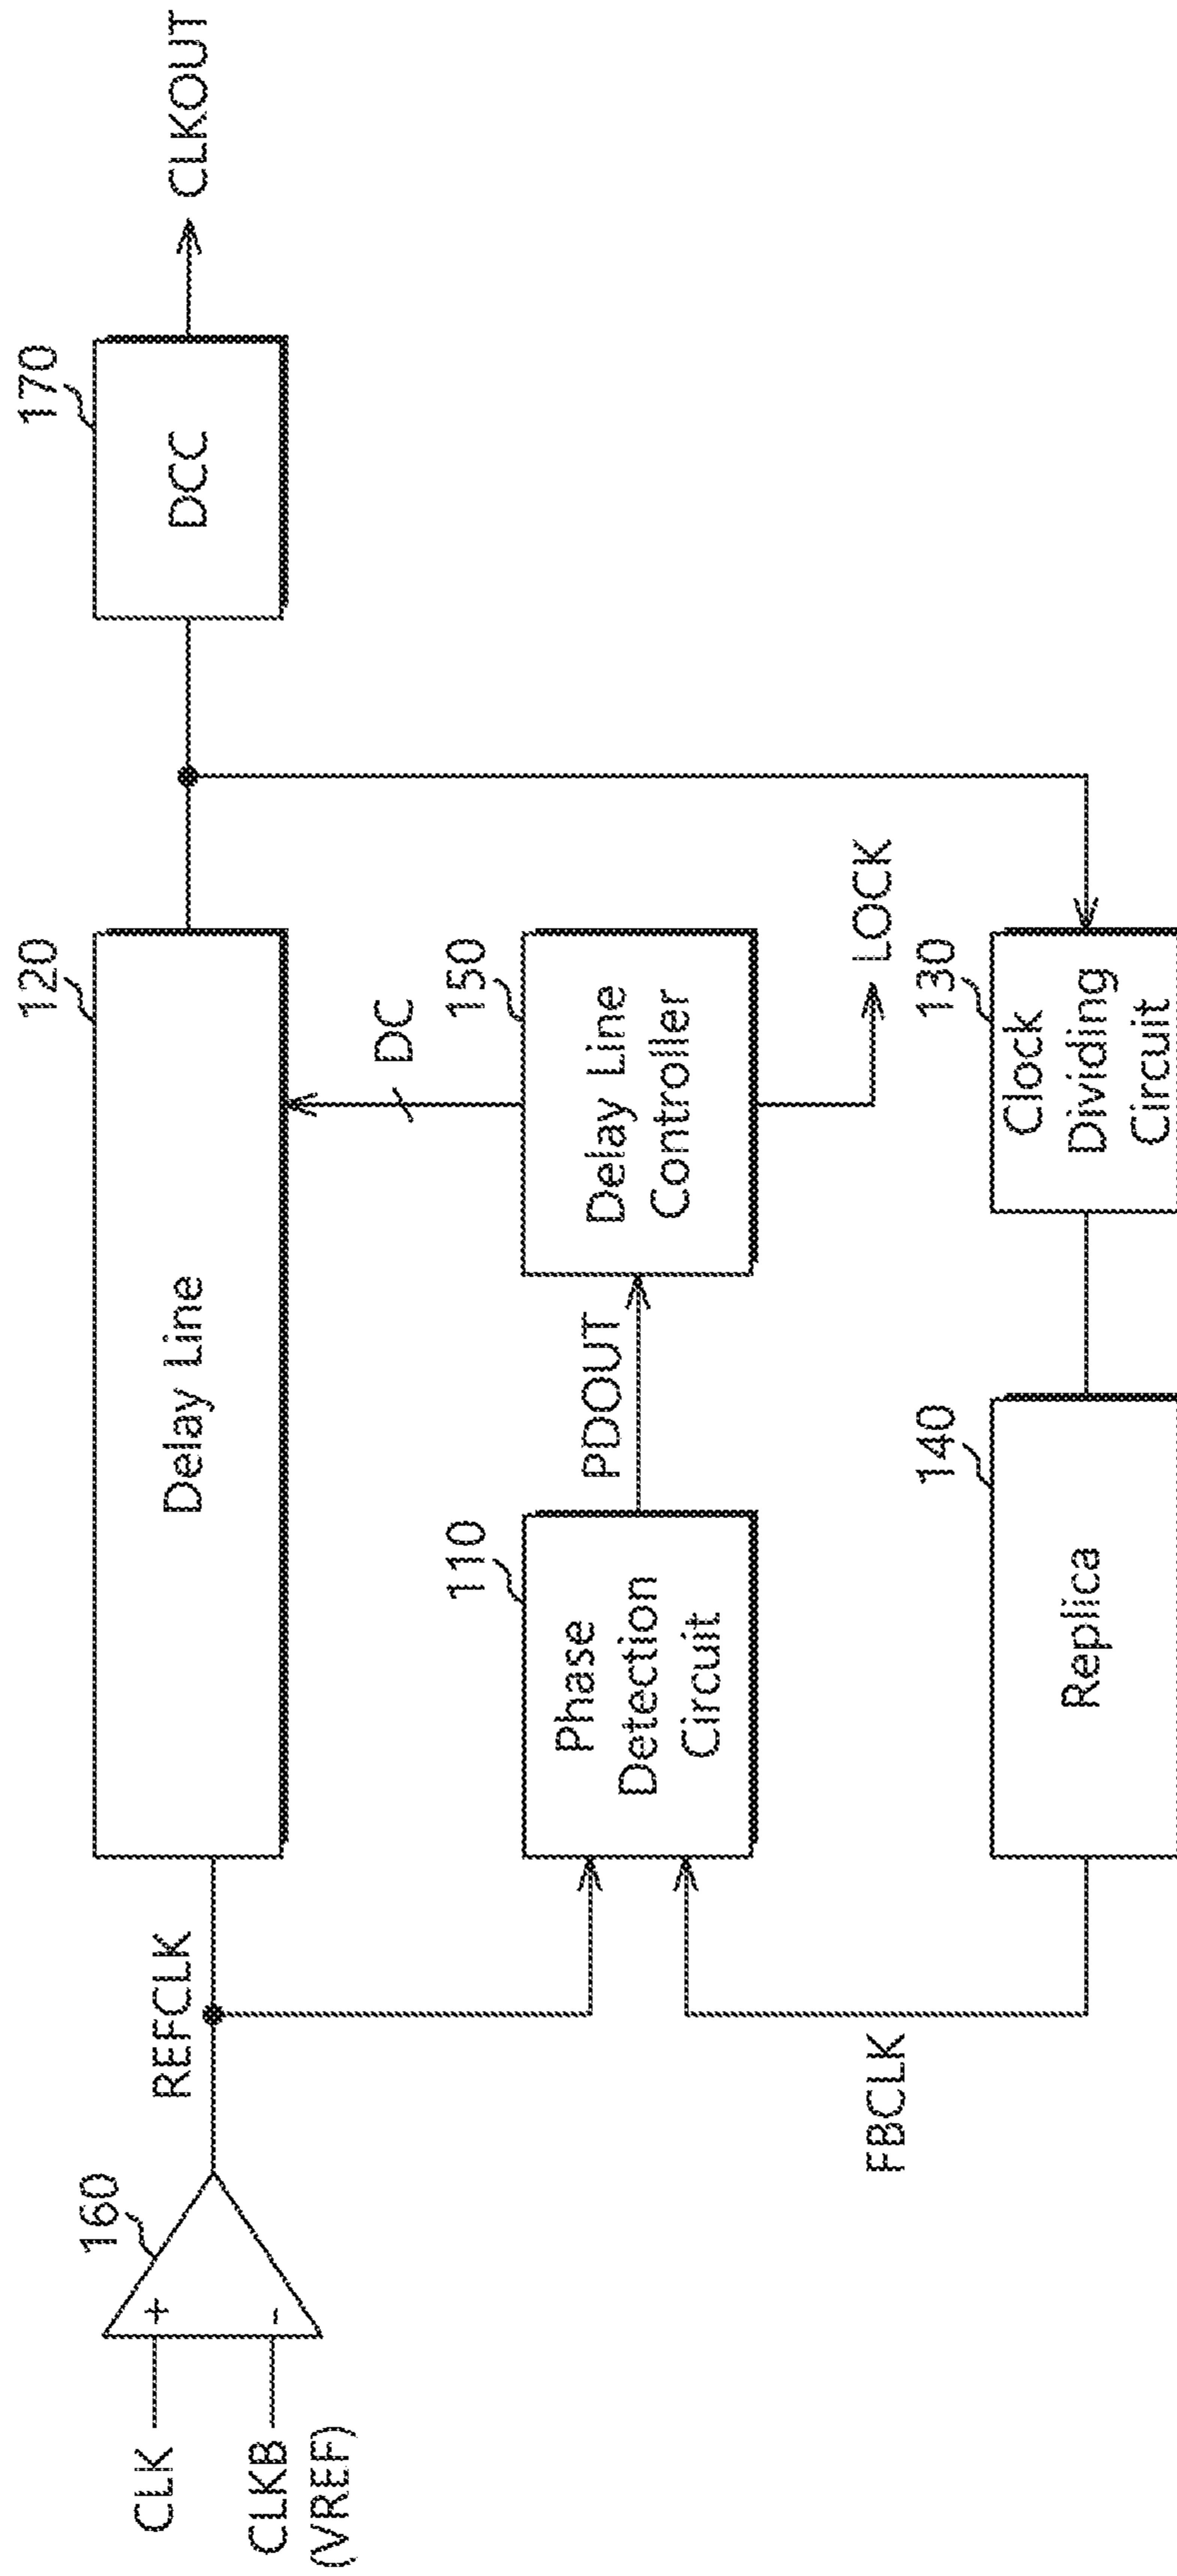 160
REFCLK
120
170
CLK
+
Delay Line
DCC
CLKOUT
CLKB
-
(VREF)
DC
110
150
Phase
Detection
Circuit
PDOUT
Delay Line
Controller
LOCK
FBCLK
140
130
Replica
Clock
Dividing
Circuit